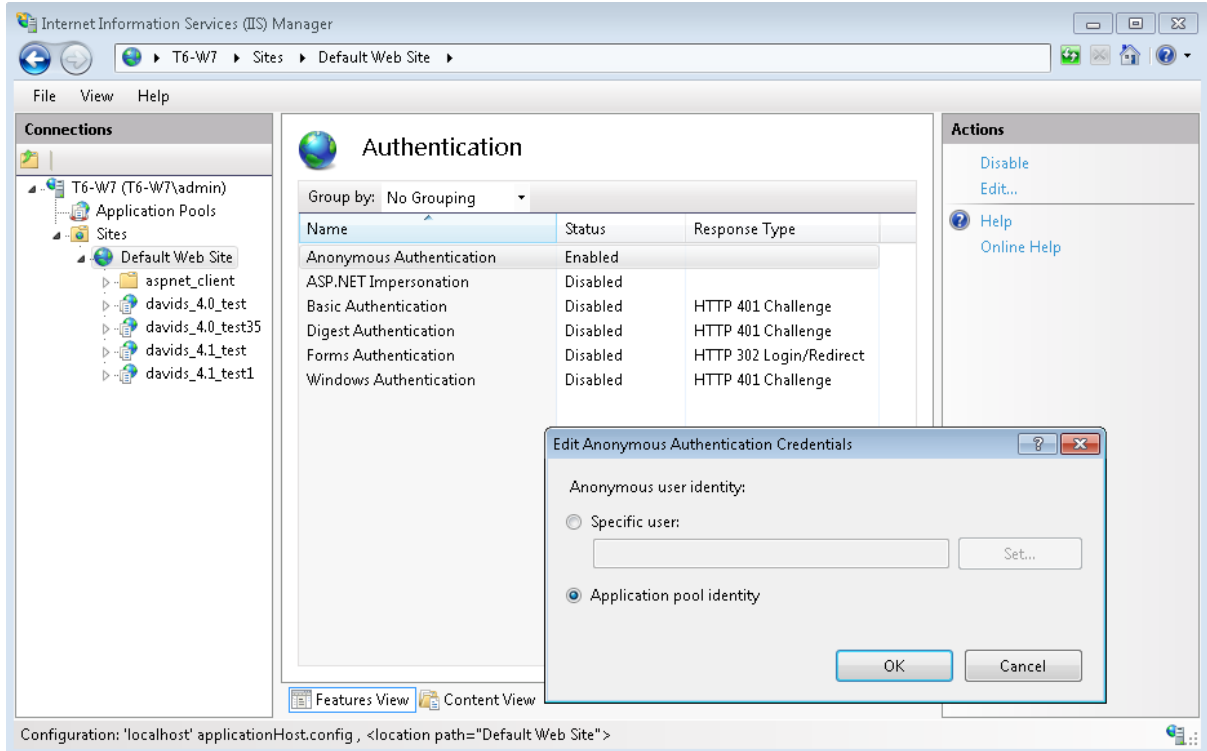 Internet Information Services (IIS) Manager
T6-W7 Sites Default Web Site
File View Help
Connections
T6-W7 (T6-W7\admin)
Application Pools
Sites
Default Web Site
aspnet_client
davids_4.0_test
davids_4.0_test35
davids_4.1_test
davids_4.1_test1
Authentication
Group by: No Grouping
Name Status Response Type
Anonymous Authentication Enabled
ASP.NET Impersonation Disabled
Basic Authentication Disabled HTTP 401 Challenge
Digest Authentication Disabled HTTP 401 Challenge
Forms Authentication Disabled HTTP 302 Login/Redirect
Windows Authentication Disabled HTTP 401 Challenge
Edit Anonymous Authentication Credentials
Anonymous user identity:
Specific user:
Set...
Application pool identity
OK Cancel
Features View Content View
Actions
Disable
Edit...
Help
Online Help
Configuration: 'localhost' applicationHost.config , <location path="Default Web Site">